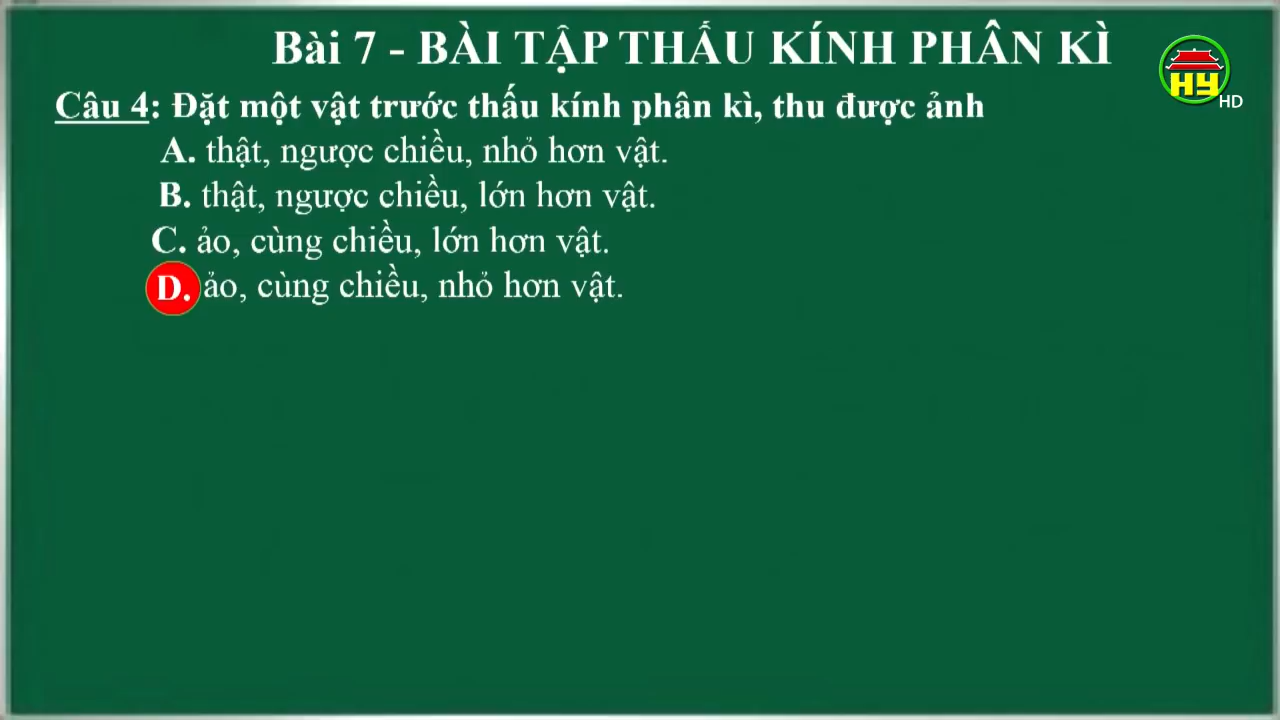 Bài 7 - BÀI TẬP THẤU KÍNH PHÂN KÌ
HY
HD
Câu 4: Đặt một vật trước thấu kính phân kì, thu được ảnh
A. thật, ngược chiều, nhỏ hơn vật.
B. thật, ngược chiều, lớn hơn vật.
C. ảo, cùng chiều, lớn hơn vật.
D. ảo, cùng chiều, nhỏ hơn vật.